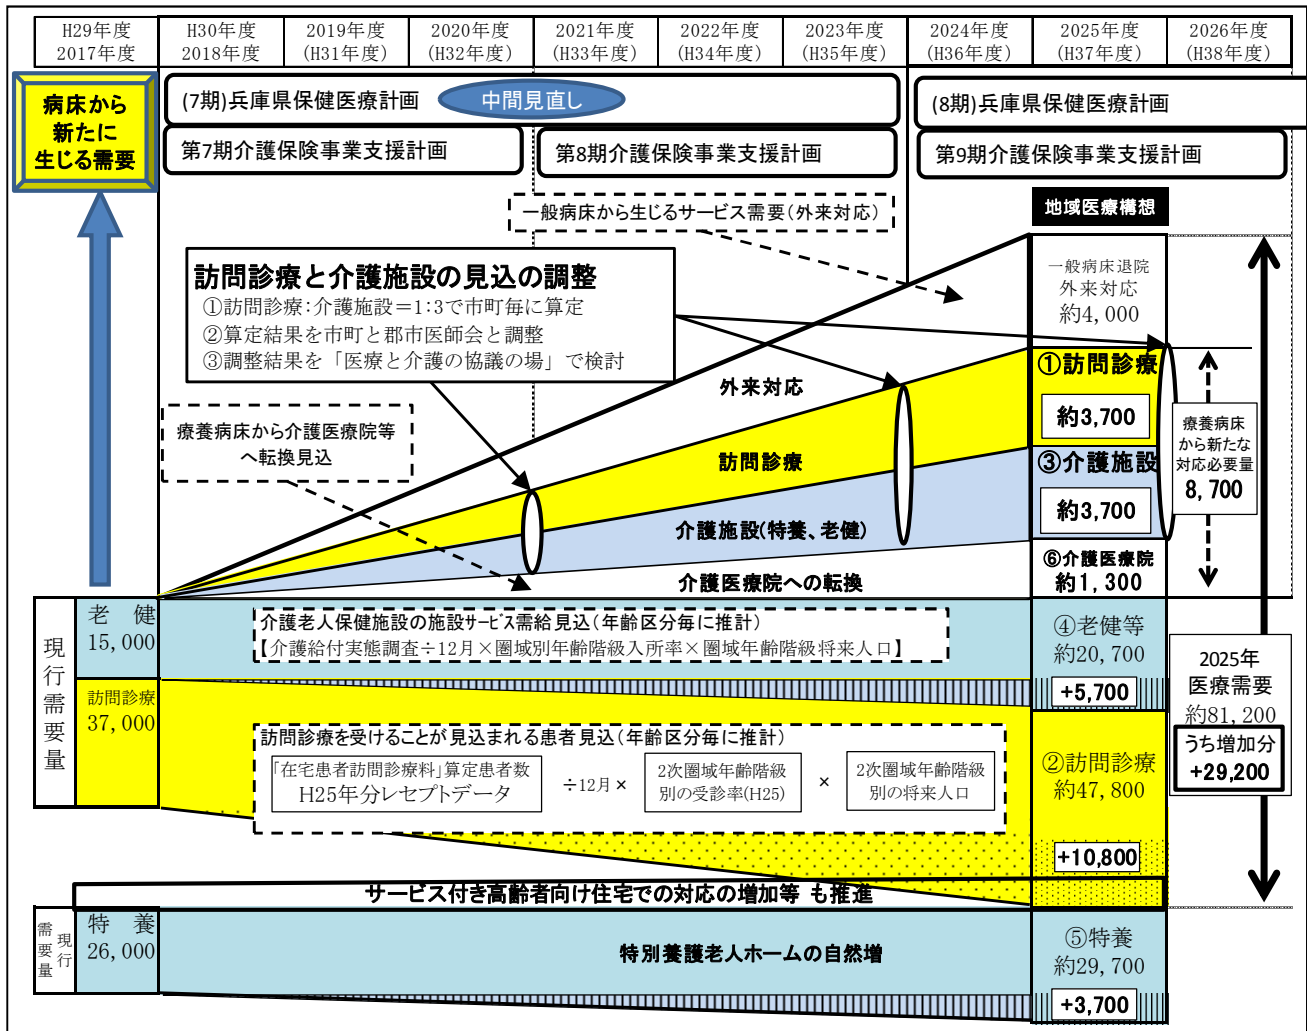 H29年度
2017年度
H30年度
2018年度
2019年度
(H31年度)
2020年度
(H32年度)
2021年度
(H33年度)
2022年度
(H34年度)
2023年度
(H35年度)
2024年度
(H36年度)
2025年度
(H37年度)
2026年度
(H38年度)
病床から
新たに
生じる需要
(7期)兵庫県保健医療計画
中間見直し
(8期)兵庫県保健医療計画
第7期介護保険事業支援計画
第8期介護保険事業支援計画
第9期介護保険事業支援計画
一般病床から生じるサービス需要(外来対応)
地域医療構想
訪問診療と介護施設の見込の調整
①訪問診療:介護施設=1:3で市町毎に算定
②算定結果を市町と郡市医師会と調整
③調整結果を「医療と介護の協議の場」で検討
一般病床退院
外来対応
約4,000
外来対応
①訪問診療
約3,700
療養病床から介護医療院等
へ転換見込
訪問診療
③介護施設
約3,700
療養病床
から新たな
対応必要量
8,700
介護施設(特養、老健)
介護医療院への転換
⑥介護医療院
約1,300
現行需要量
老 健
15,000
介護老人保健施設の施設サービス需給見込(年齢区分毎に推計)
【介護給付実態調査÷12月×圏域別年齢階級入所率×圏域年齢階級将来人口】
④老健等
約20,700
+5,700
2025年
医療需要
約81,200
うち増加分
+29,200
訪問診療
37,000
訪問診療を受けることが見込まれる患者見込(年齢区分毎に推計)
「在宅患者訪問診療料」算定患者数
H25年分レセプトデータ
÷12月×
2次圏域年齢階級
別の受診率(H25)
×
2次圏域年齢階級
別の将来人口
②訪問診療
約47,800
+10,800
サービス付き高齢者向け住宅での対応の増加等 も推進
現行
需要量
特 養
26,000
特別養護老人ホームの自然増
⑤特養
約29,700
+3,700